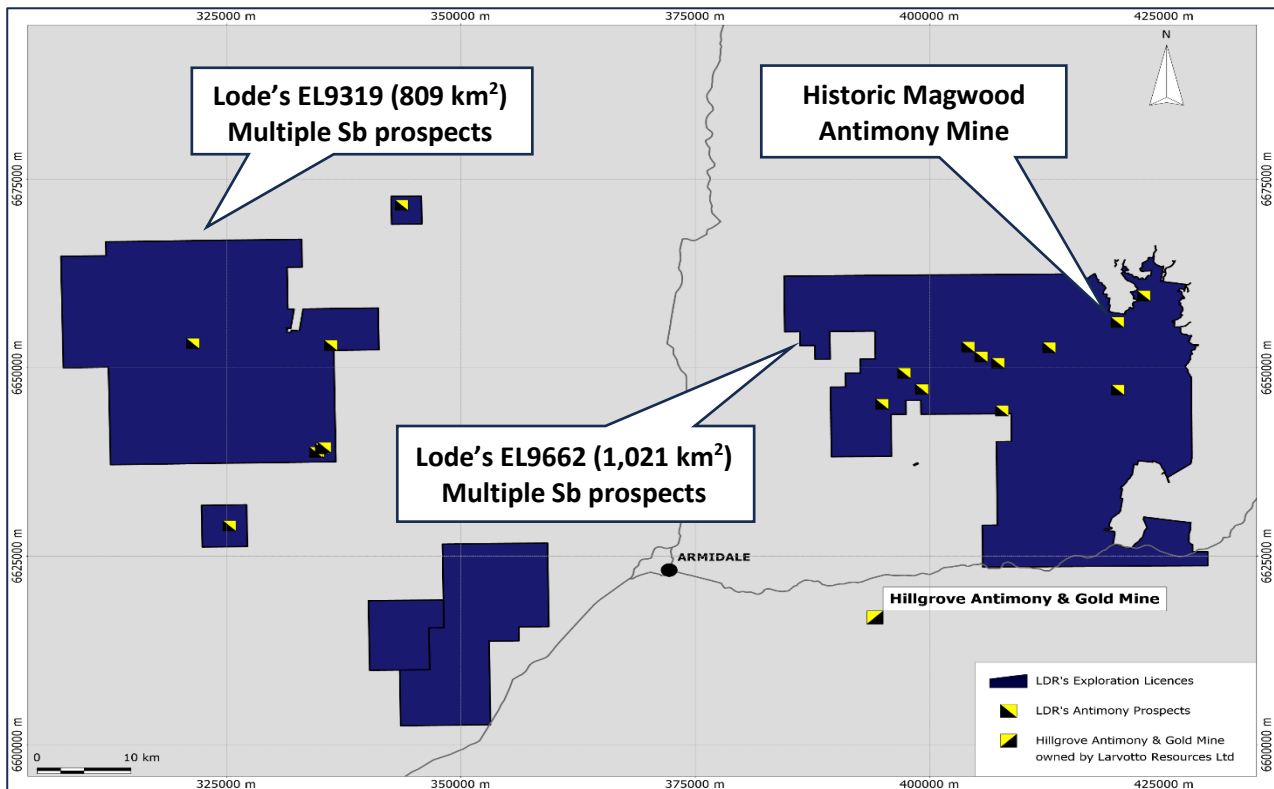 325000 m
350000 m
375000 m
400000 m
425000 m
N
Lode's EL9319 (809 km²)
Multiple Sb prospects
Historic Magwood
Antimony Mine
6675000 m
6675000 m
6650000 m
6650000 m
Lode's EL9662 (1,021 km²)
Multiple Sb prospects
6625000 m
6625000 m
ARMIDALE
Hillgrove Antimony & Gold Mine
LDR's Exploration Licences
LDR's Antimony Prospects
Hillgrove Antimony & Gold Mine
owned by Larvotto Resources Ltd
6600000 m
6600000 m
0 10 km
325000 m
350000 m
375000 m
400000 m
425000 m